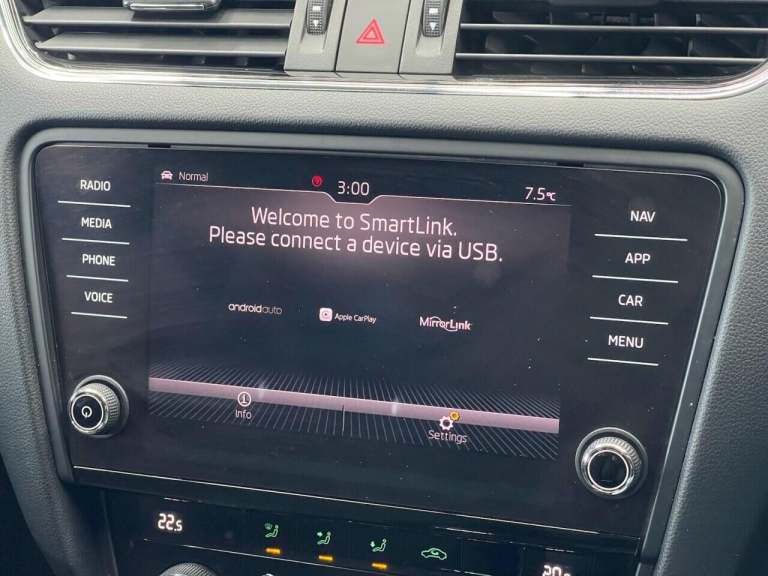 Normal
3:00
7.5°C
RADIO
MEDIA
PHONE
VOICE
Welcome to SmartLink.
Please connect a device via USB.
androidauto
Apple CarPlay
MirrorLink
Info
Settings
NAV
APP
CAR
MENU
22.5